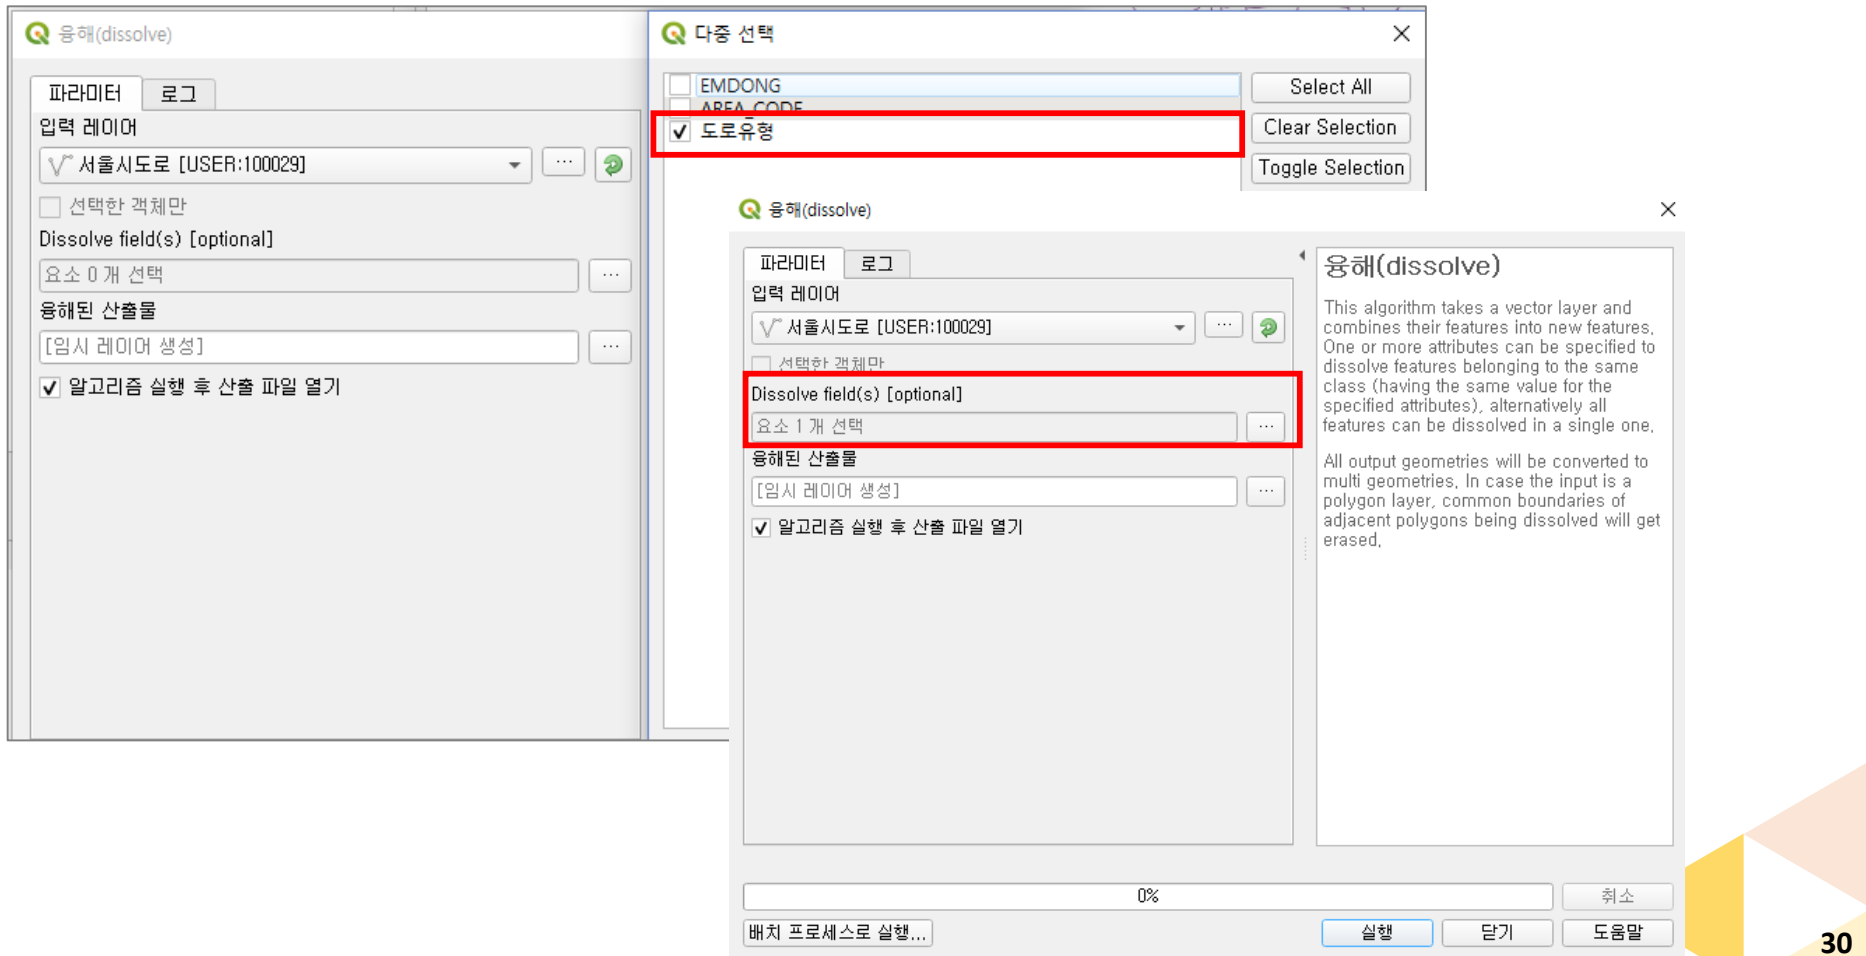 융해(dissolve)
파라미터
로그
입력 레이어
서울시도로 [USER:100029]
...
선택한 객체만
Dissolve field(s) [optional]
요소 0 개 선택
...
융해된 산출물
[임시 레이어 생성]
...
알고리즘 실행 후 산출 파일 열기
다중 선택
EMDONG
AREA_CODE
도로유형
Select All
Clear Selection
Toggle Selection
융해(dissolve)
파라미터
로그
입력 레이어
서울시도로 [USER:100029]
...
선택한 객체만
Dissolve field(s) [optional]
요소 1 개 선택
...
융해된 산출물
[임시 레이어 생성]
...
알고리즘 실행 후 산출 파일 열기
융해(dissolve)
This algorithm takes a vector layer and
combines their features into new features.
One or more attributes can be specified to
dissolve features belonging to the same
class (having the same value for the
specified attributes), alternatively all
features can be dissolved in a single one.
All output geometries will be converted to
multi geometries. In case the input is a
polygon layer, common boundaries of
adjacent polygons being dissolved will get
erased.
0%
취소
배치 프로세스로 실행...
실행
닫기
도움말
30